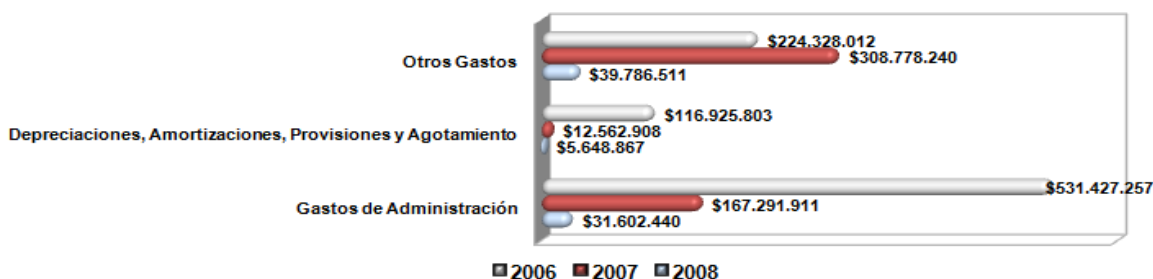 $224.328.012
Otros Gastos
$308.778.240
$39.786.511
$116.925.803
Depreciaciones, Amortizaciones, Provisiones y Agotamiento
$12.562.908
$5.648.867
$531.427.257
Gastos de Administración
$167.291.911
$31.602.440
2006 2007 2008